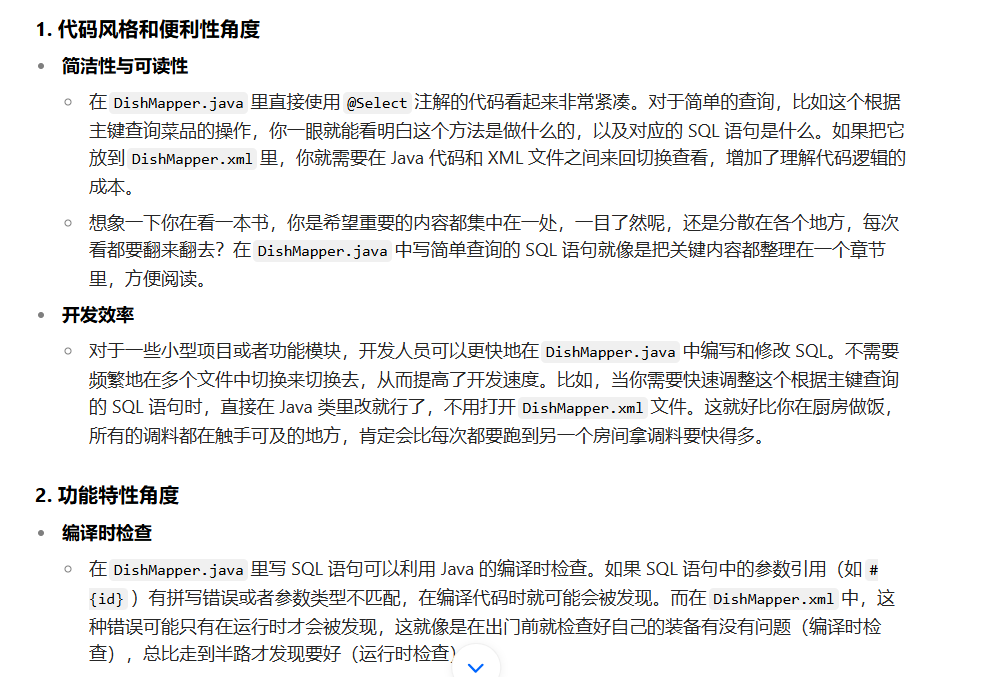 1. 代码风格和便利性角度
简洁性与可读性
在 DishMapper.java 里直接使用 @Select 注解的代码看起来非常紧凑。对于简单的查询，比如这个根据
主键查询菜品的操作，你一眼就能看明白这个方法是做什么的，以及对应的 SQL 语句是什么。如果把它
放到 DishMapper.xml 里，你就需要在 Java 代码和 XML 文件之间来回切换查看，增加了理解代码逻辑的
成本。
想象一下你在看一本书，你是希望重要的内容都集中在一处，一目了然呢，还是分散在各个地方，每次
看都要翻来翻去？在 DishMapper.java 中写简单查询的 SQL 语句就像是把关键内容都整理在一个章节
里，方便阅读。
开发效率
对于一些小型项目或者功能模块，开发人员可以更快地在 DishMapper.java 中编写和修改 SQL。不需要
频繁地在多个文件中切换来切换去，从而提高了开发速度。比如，当你需要快速调整这个根据主键查询
的 SQL 语句时，直接在 Java 类里改就行了，不用打开 DishMapper.xml 文件。这就好比你在厨房做饭，
所有的调料都在触手可及的地方，肯定会比每次都要跑到另一个房间拿调料要快得多。
2. 功能特性角度
编译时检查
在 DishMapper.java 里写 SQL 语句可以利用 Java 的编译时检查。如果 SQL 语句中的参数引用（如 #
{id} ）有拼写错误或者参数类型不匹配，在编译代码时就可能会被发现。而在 DishMapper.xml 中，这
种错误可能只有在运行时才会被发现，这就像是在出门前就检查好自己的装备有没有问题（编译时检
查），总比走到半路才发现要好（运行时检查）